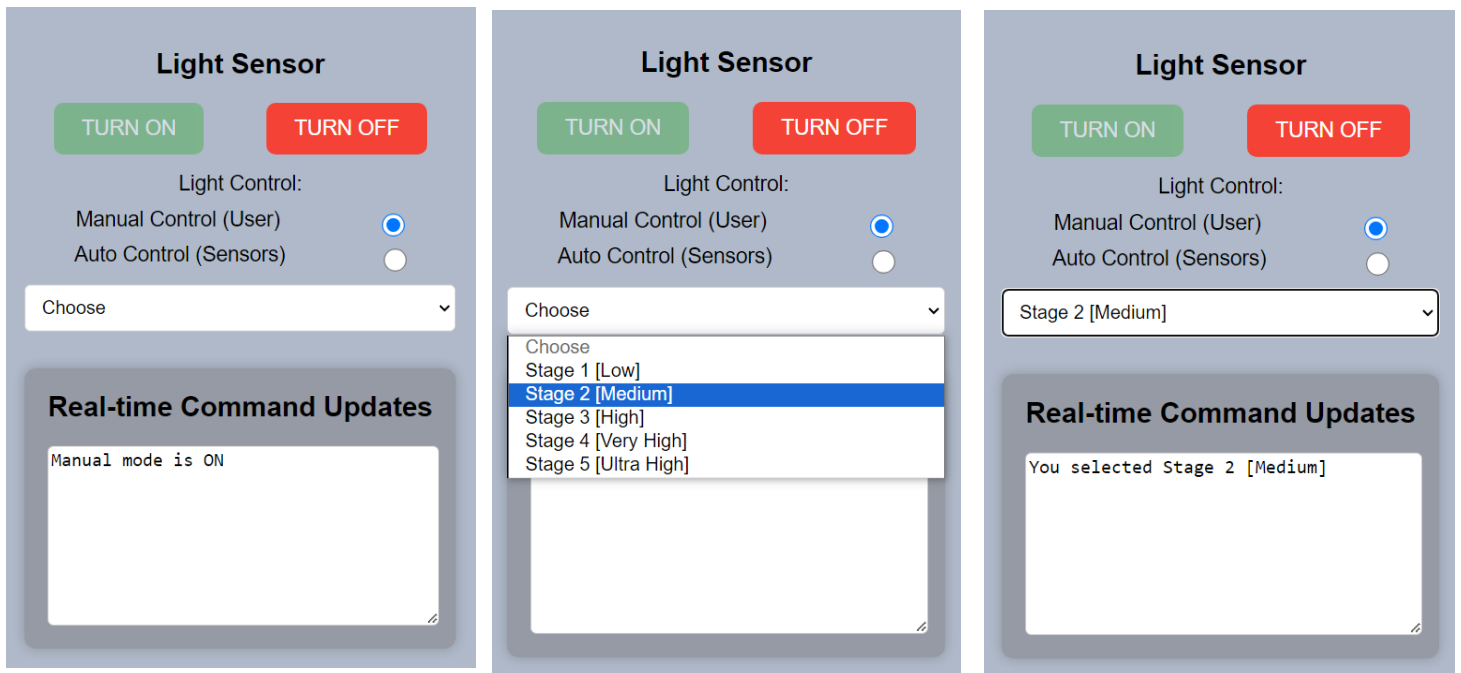 Light Sensor
TURN ON TURN OFF
Light Control:
Manual Control (User)
Auto Control (Sensors)
Choose
Real-time Command Updates
Manual mode is ON
Light Sensor
TURN ON TURN OFF
Light Control:
Manual Control (User)
Auto Control (Sensors)
Choose
Choose
Stage 1 [Low]
Stage 2 [Medium]
Stage 3 [High]
Stage 4 [Very High]
Stage 5 [Ultra High]
Light Sensor
TURN ON TURN OFF
Light Control:
Manual Control (User)
Auto Control (Sensors)
Stage 2 [Medium]
Real-time Command Updates
You selected Stage 2 [Medium]